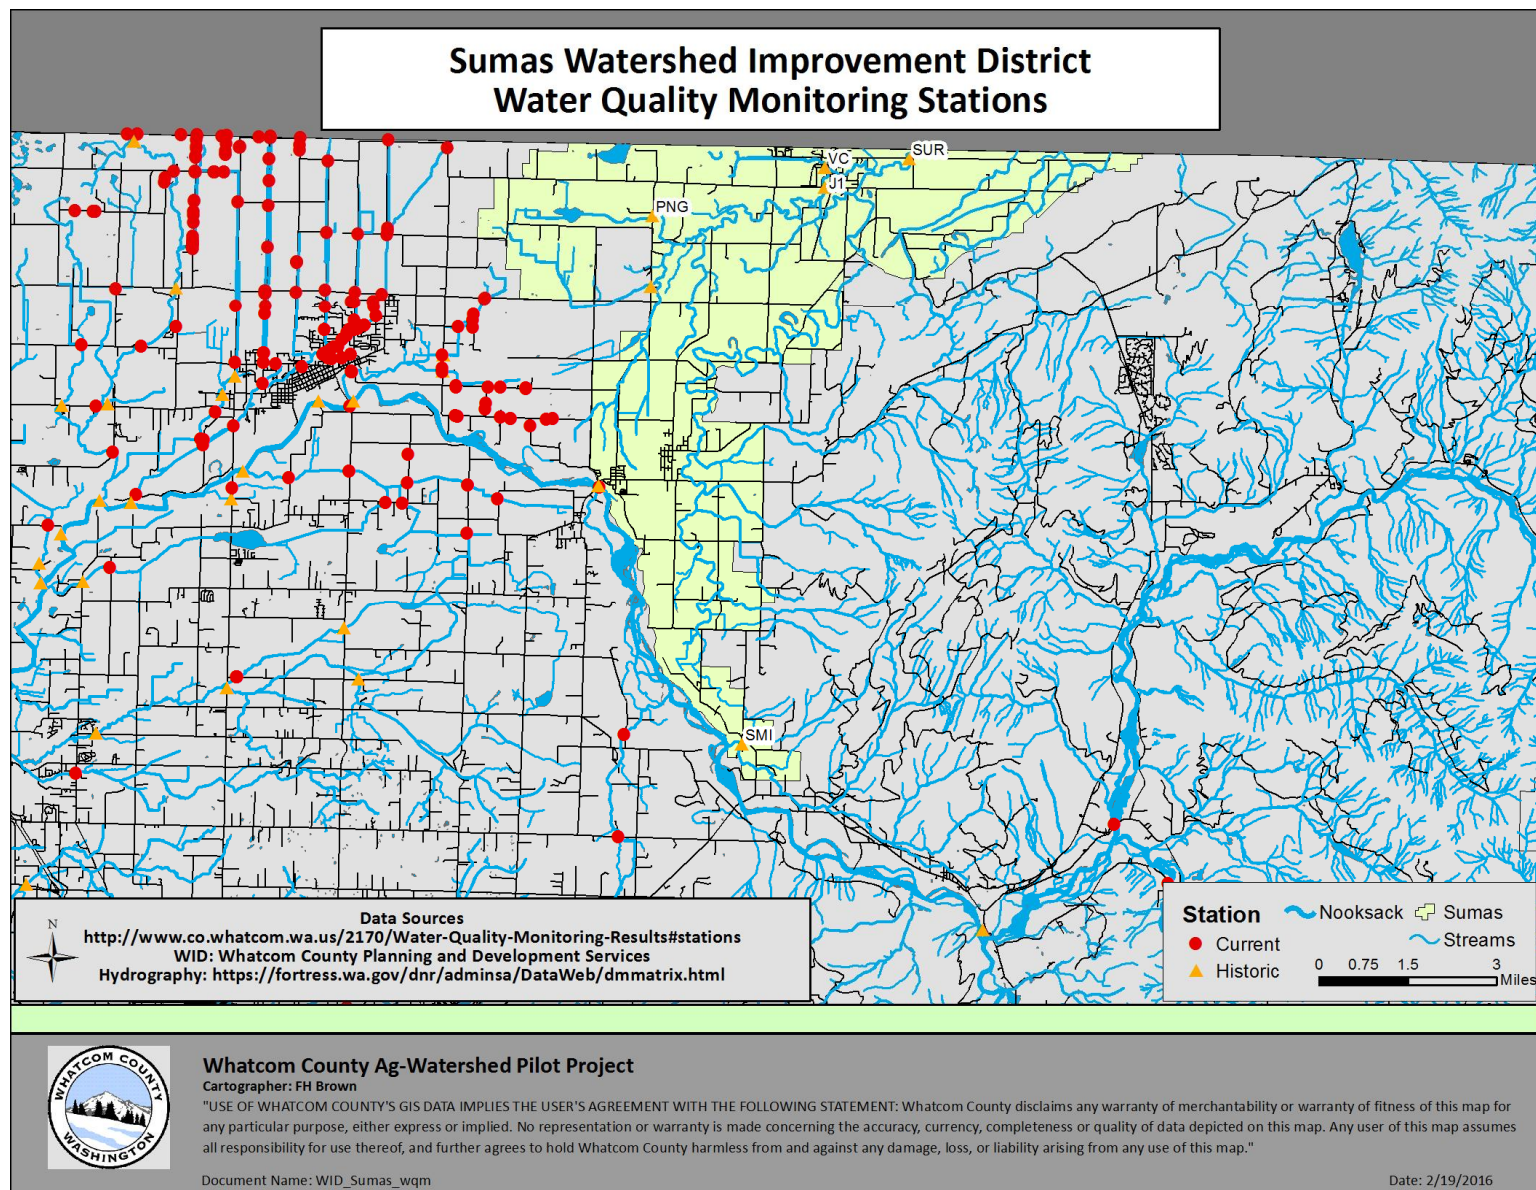 Sumas Watershed Improvement District
Water Quality Monitoring Stations
VC
SUR
J1
PNG
SMI
Data Sources
N
http://www.co.whatcom.wa.us/2170/Water-Quality-Monitoring-Results#stations
WID: Whatcom County Planning and Development Services
Hydrography: https://fortress.wa.gov/dnr/adminsa/DataWeb/dmmatrix.html
Station
Nooksack
Sumas
Current
Streams
Historic
0 0.75 1.5 3
Miles
WHATCOM COUNTY
WASHINGTON
Whatcom County Ag-Watershed Pilot Project
Cartographer: FH Brown
"USE OF WHATCOM COUNTY'S GIS DATA IMPLIES THE USER'S AGREEMENT WITH THE FOLLOWING STATEMENT: Whatcom County disclaims any warranty of merchantability or warranty of fitness of this map for
any particular purpose, either express or implied. No representation or warranty is made concerning the accuracy, currency, completeness or quality of data depicted on this map. Any user of this map assumes
all responsibility for use thereof, and further agrees to hold Whatcom County harmless from and against any damage, loss, or liability arising from any use of this map."
Document Name: WID_Sumas_wqm
Date: 2/19/2016